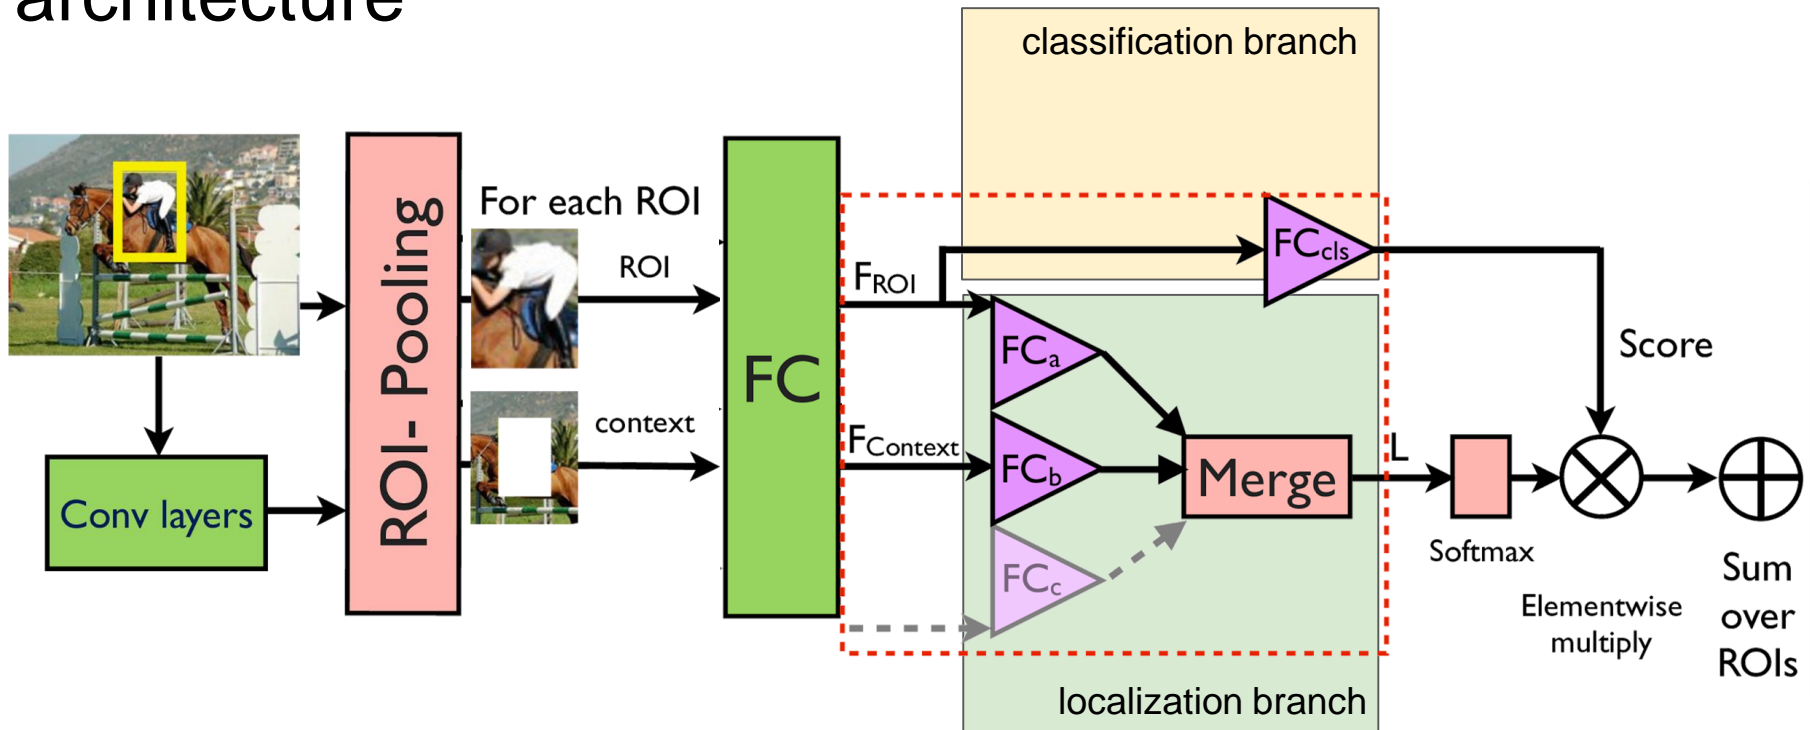 architecture
classification branch
For each ROI
ROI
context
Conv layers
ROI- Pooling
FC
FROI
FContext
FCcls
FCa
FCb
FCc
Merge
L
Score
Softmax
Elementwise
multiply
Sum
over
ROIs
localization branch